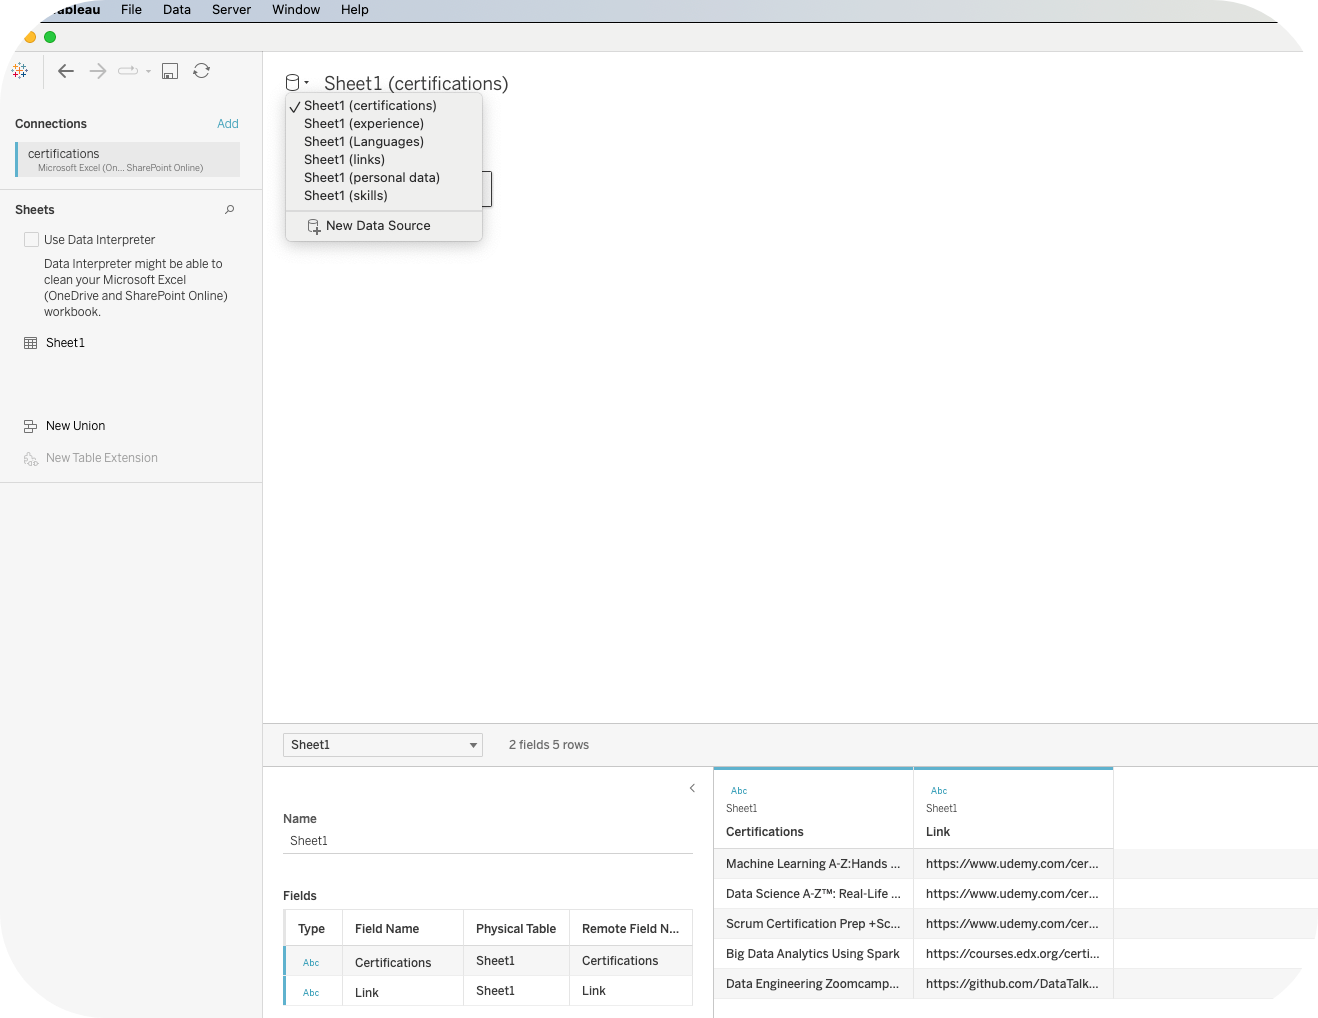 File Data Server Window Help
Sheet1 (certifications)
Connections Add
certifications
Microsoft Excel (On... SharePoint Online)
Sheets
Use Data Interpreter
Data Interpreter might be able to
clean your Microsoft Excel
(OneDrive and SharePoint Online)
workbook.
Sheet1
New Union
New Table Extension
Sheet1 (certifications)
Sheet1 (experience)
Sheet1 (Languages)
Sheet1 (links)
Sheet1 (personal data)
Sheet1 (skills)
New Data Source
Sheet1 2 fields 5 rows
Name
Sheet1
Fields
Type Field Name Physical Table Remote Field N...
Abc Certifications Sheet1 Certifications
Abc Link Sheet1 Link
Abc Abc
Sheet1 Sheet1
Certifications Link
Machine Learning A-Z:Hands ... https://www.udemy.com/cer...
Data Science A-Z™: Real-Life ... https://www.udemy.com/cer...
Scrum Certification Prep +Sc... https://www.udemy.com/cer...
Big Data Analytics Using Spark https://courses.edx.org/certi...
Data Engineering Zoomcamp... https://github.com/DataTalk...